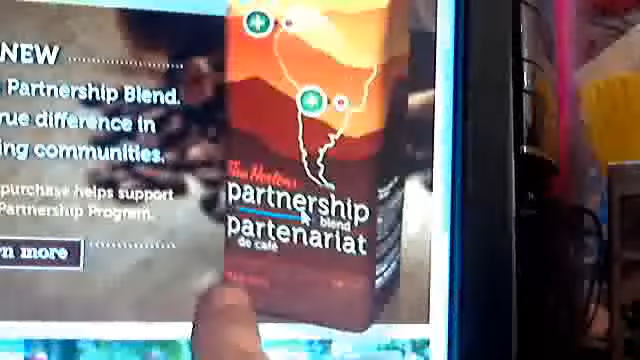 NEW
Partnership Blend.
rue difference in
ing communities.
purchase helps support
Partnership Program.
n more
Tim Hortons
partnership
blend
partenariat
de café